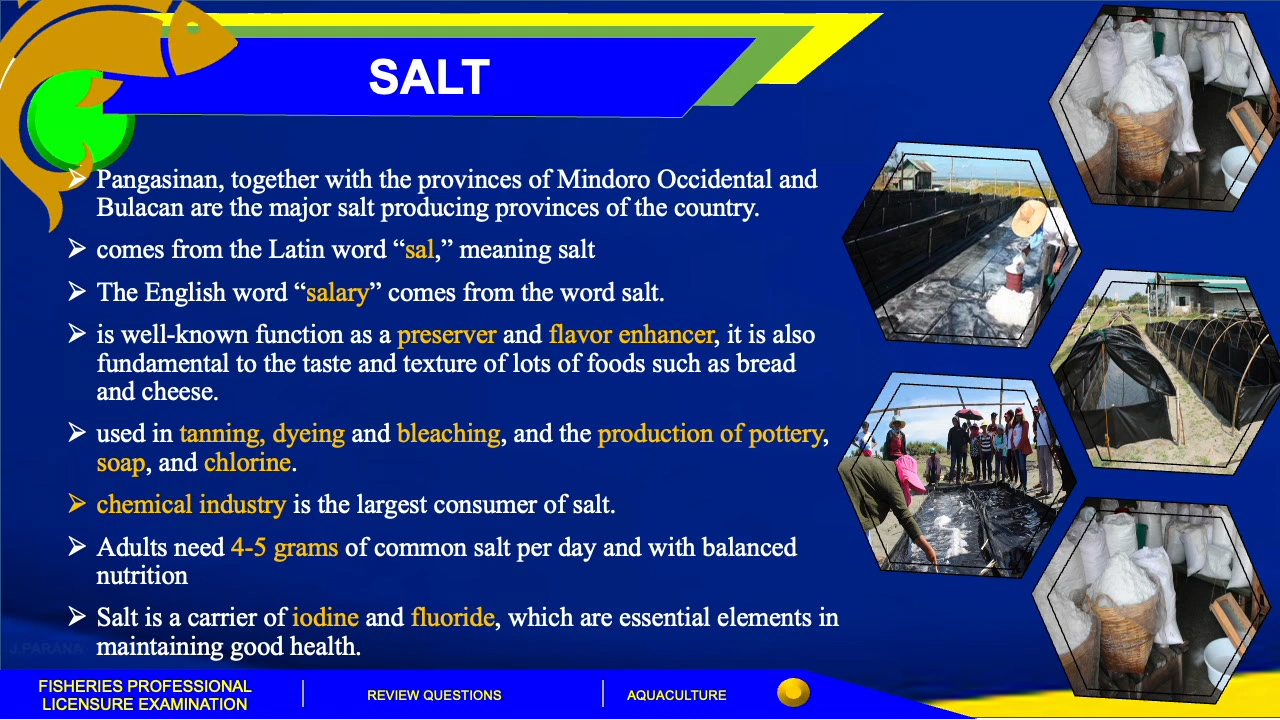 SALT
➢ Pangasinan, together with the provinces of Mindoro Occidental and
Bulacan are the major salt producing provinces of the country.
➢ comes from the Latin word “sal,” meaning salt
➢ The English word “salary” comes from the word salt.
➢ is well-known function as a preserver and flavor enhancer, it is also
fundamental to the taste and texture of lots of foods such as bread
and cheese.
➢ used in tanning, dyeing and bleaching, and the production of pottery,
soap, and chlorine.
➢ chemical industry is the largest consumer of salt.
➢ Adults need 4-5 grams of common salt per day and with balanced
nutrition
➢ Salt is a carrier of iodine and fluoride, which are essential elements in
maintaining good health.
J.PARANA
FISHERIES PROFESSIONAL
LICENSURE EXAMINATION
REVIEW QUESTIONS
AQUACULTURE